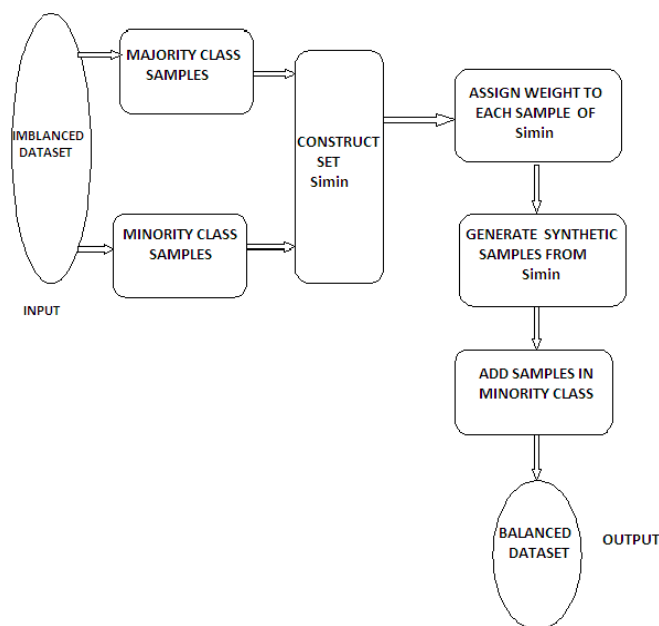 IMBLANCED
DATASET
INPUT
MAJORITY CLASS
SAMPLES
MINORITY CLASS
SAMPLES
CONSTRUCT
SET
Simin
ASSIGN WEIGHT TO
EACH SAMPLE OF
Simin
GENERATE SYNTHETIC
SAMPLES FROM
Simin
ADD SAMPLES IN
MINORITY CLASS
BALANCED
DATASET
OUTPUT